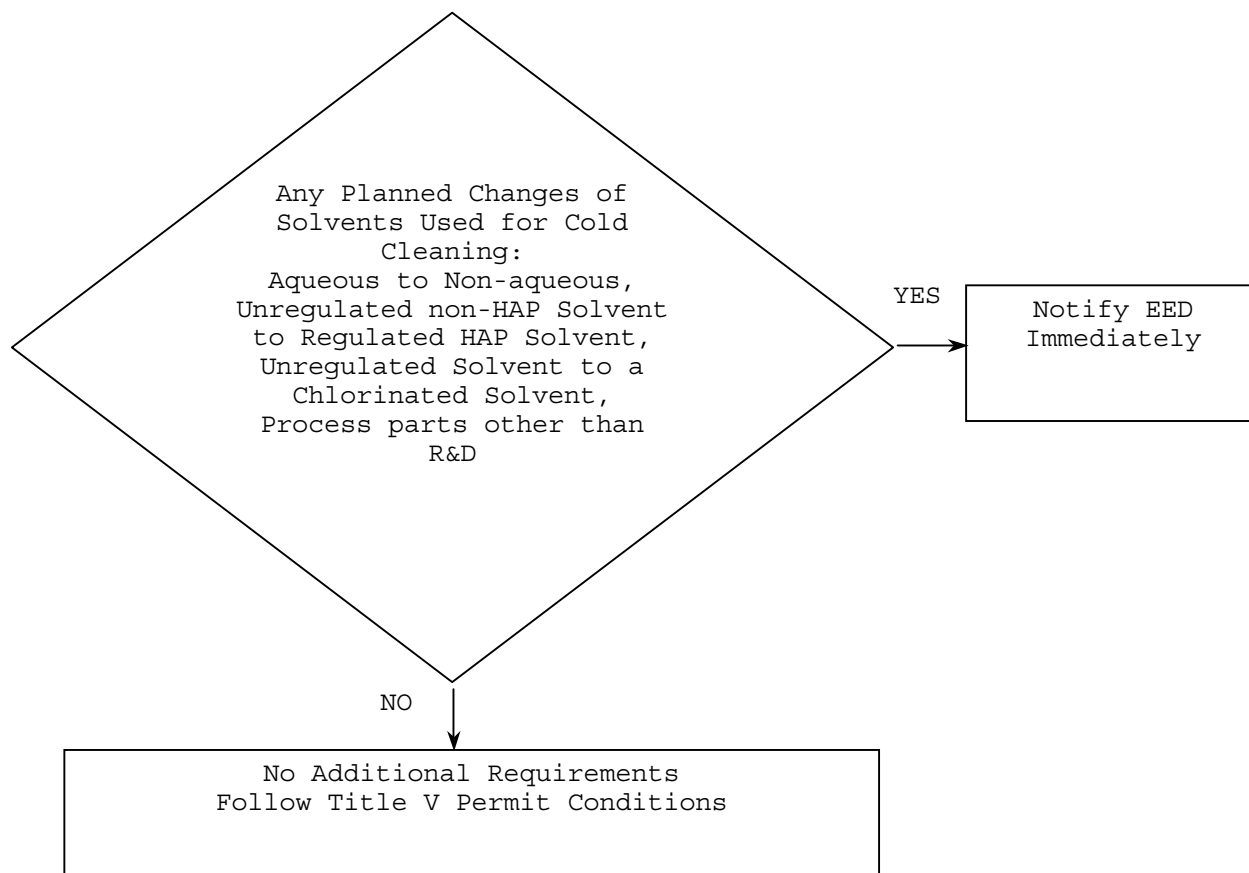 Any Planned Changes of
Solvents Used for Cold
Cleaning:
Aqueous to Non-aqueous,
Unregulated non-HAP Solvent
to Regulated HAP Solvent,
Unregulated Solvent to a
Chlorinated Solvent,
Process parts other than
R&D
YES
Notify EED
Immediately
NO
No Additional Requirements
Follow Title V Permit Conditions